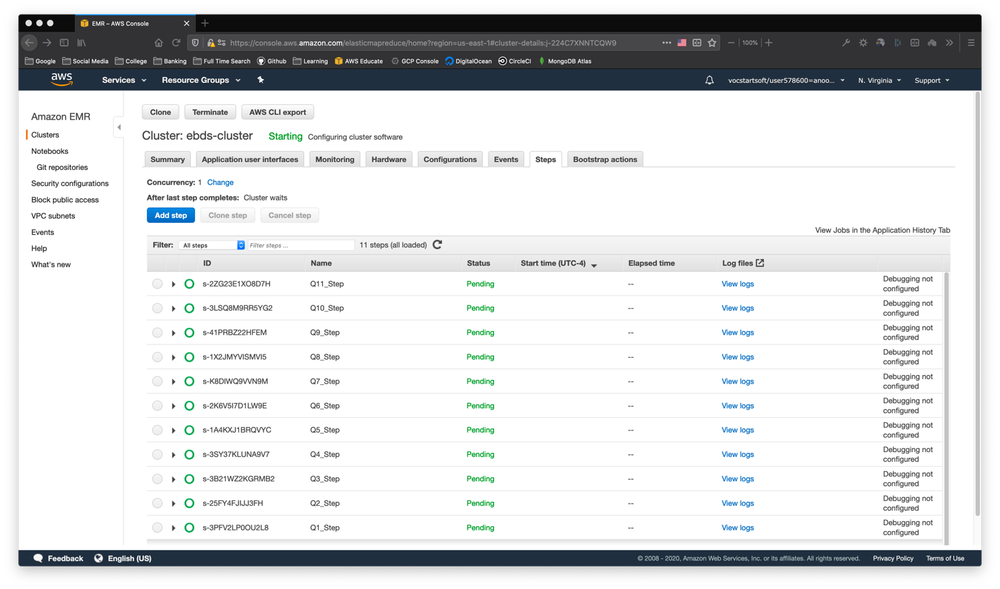 EMR – AWS Console
https://console.aws.amazon.com/elasticmapreduce/home?region=us-east-1#cluster-details:j-224C7XNNTCQW9
100%
Google Social Media College Banking Full Time Search Github Learning AWS Educate GCP Console DigitalOcean CircleCI MongoDB Atlas
aws Services Resource Groups vocstartsoft/user578600=anoo... N. Virginia Support
Amazon EMR
Clusters
Notebooks
Git repositories
Security configurations
Block public access
VPC subnets
Events
Help
What's new
Clone Terminate AWS CLI export
Cluster: ebds-cluster Starting Configuring cluster software
Summary Application user interfaces Monitoring Hardware Configurations Events Steps Bootstrap actions
Concurrency: 1 Change
After last step completes: Cluster waits
Add step Clone step Cancel step
View Jobs in the Application History Tab
Filter: All steps Filter steps ... 11 steps (all loaded)
ID Name Status Start time (UTC-4) Elapsed time Log files
s-2ZG23E1XO8D7H Q11_Step Pending -- View logs Debugging not configured
s-3LSQ8M9RR5YG2 Q10_Step Pending -- View logs Debugging not configured
s-41PRBZ22HFEM Q9_Step Pending -- View logs Debugging not configured
s-1X2JMYVISMVI5 Q8_Step Pending -- View logs Debugging not configured
s-K8DIWQ9VVN9M Q7_Step Pending -- View logs Debugging not configured
s-2K6V5I7D1LW9E Q6_Step Pending -- View logs Debugging not configured
s-1A4KXJ1BRQVYC Q5_Step Pending -- View logs Debugging not configured
s-3SY37KLUNA9V7 Q4_Step Pending -- View logs Debugging not configured
s-3B21WZ2KGRMB2 Q3_Step Pending -- View logs Debugging not configured
s-25FY4FJIJJ3FH Q2_Step Pending -- View logs Debugging not configured
s-3PFV2LP0OU2L8 Q1_Step Pending -- View logs Debugging not configured
Feedback English (US) © 2008 - 2020, Amazon Web Services, Inc. or its affiliates. All rights reserved. Privacy Policy Terms of Use